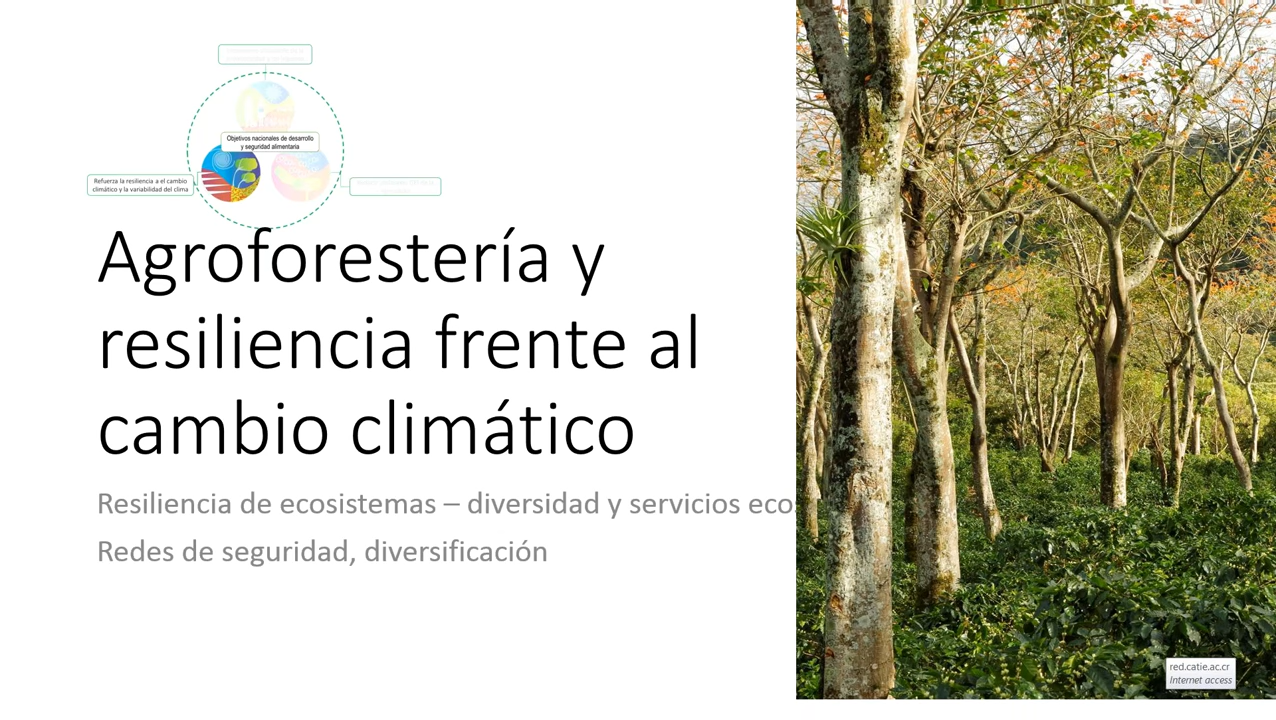 Objetivos nacionales de desarrollo
y seguridad alimentaria
Refuerza la resiliencia a el cambio
climático y la variabilidad del clima
Agroforestería y
resiliencia frente al
cambio climático
Resiliencia de ecosistemas – diversidad y servicios ecos
Redes de seguridad, diversificación
red.catie.ac.cr
Internet access